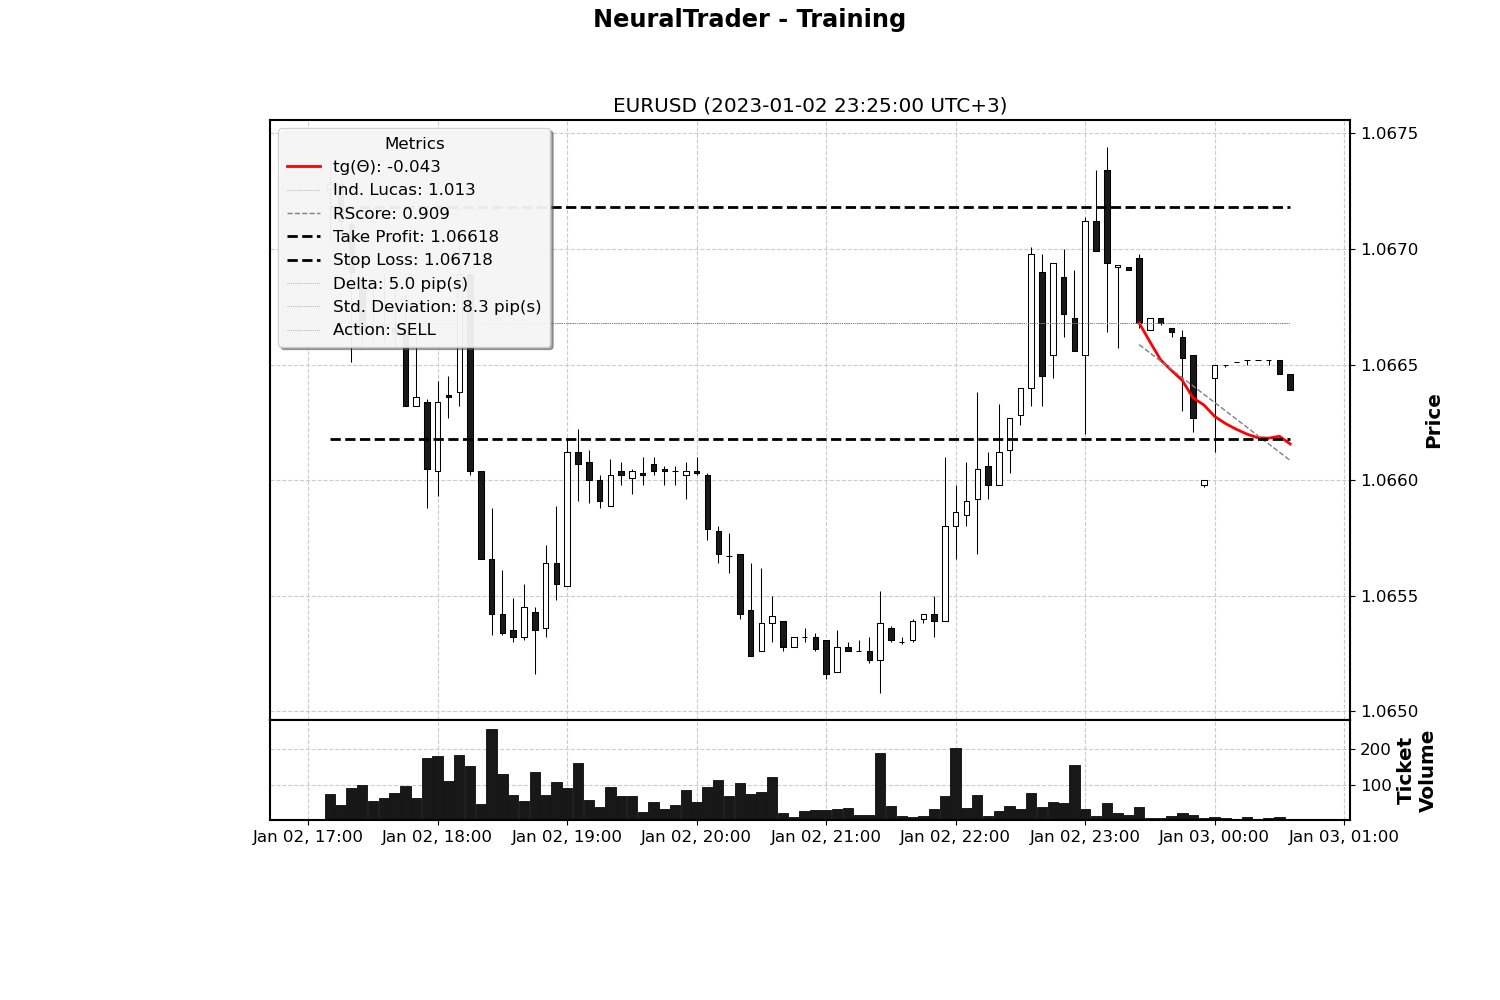 NeuralTrader - Training
EURUSD (2023-01-02 23:25:00 UTC+3)
Metrics
tg(Θ): -0.043
Ind. Lucas: 1.013
RScore: 0.909
Take Profit: 1.06618
Stop Loss: 1.06718
Delta: 5.0 pip(s)
Std. Deviation: 8.3 pip(s)
Action: SELL
1.0675
1.0670
1.0665
1.0660
1.0655
1.0650
Price
200
100
Ticket
Volume
Jan 02, 17:00 Jan 02, 18:00 Jan 02, 19:00 Jan 02, 20:00 Jan 02, 21:00 Jan 02, 22:00 Jan 02, 23:00 Jan 03, 00:00 Jan 03, 01:00